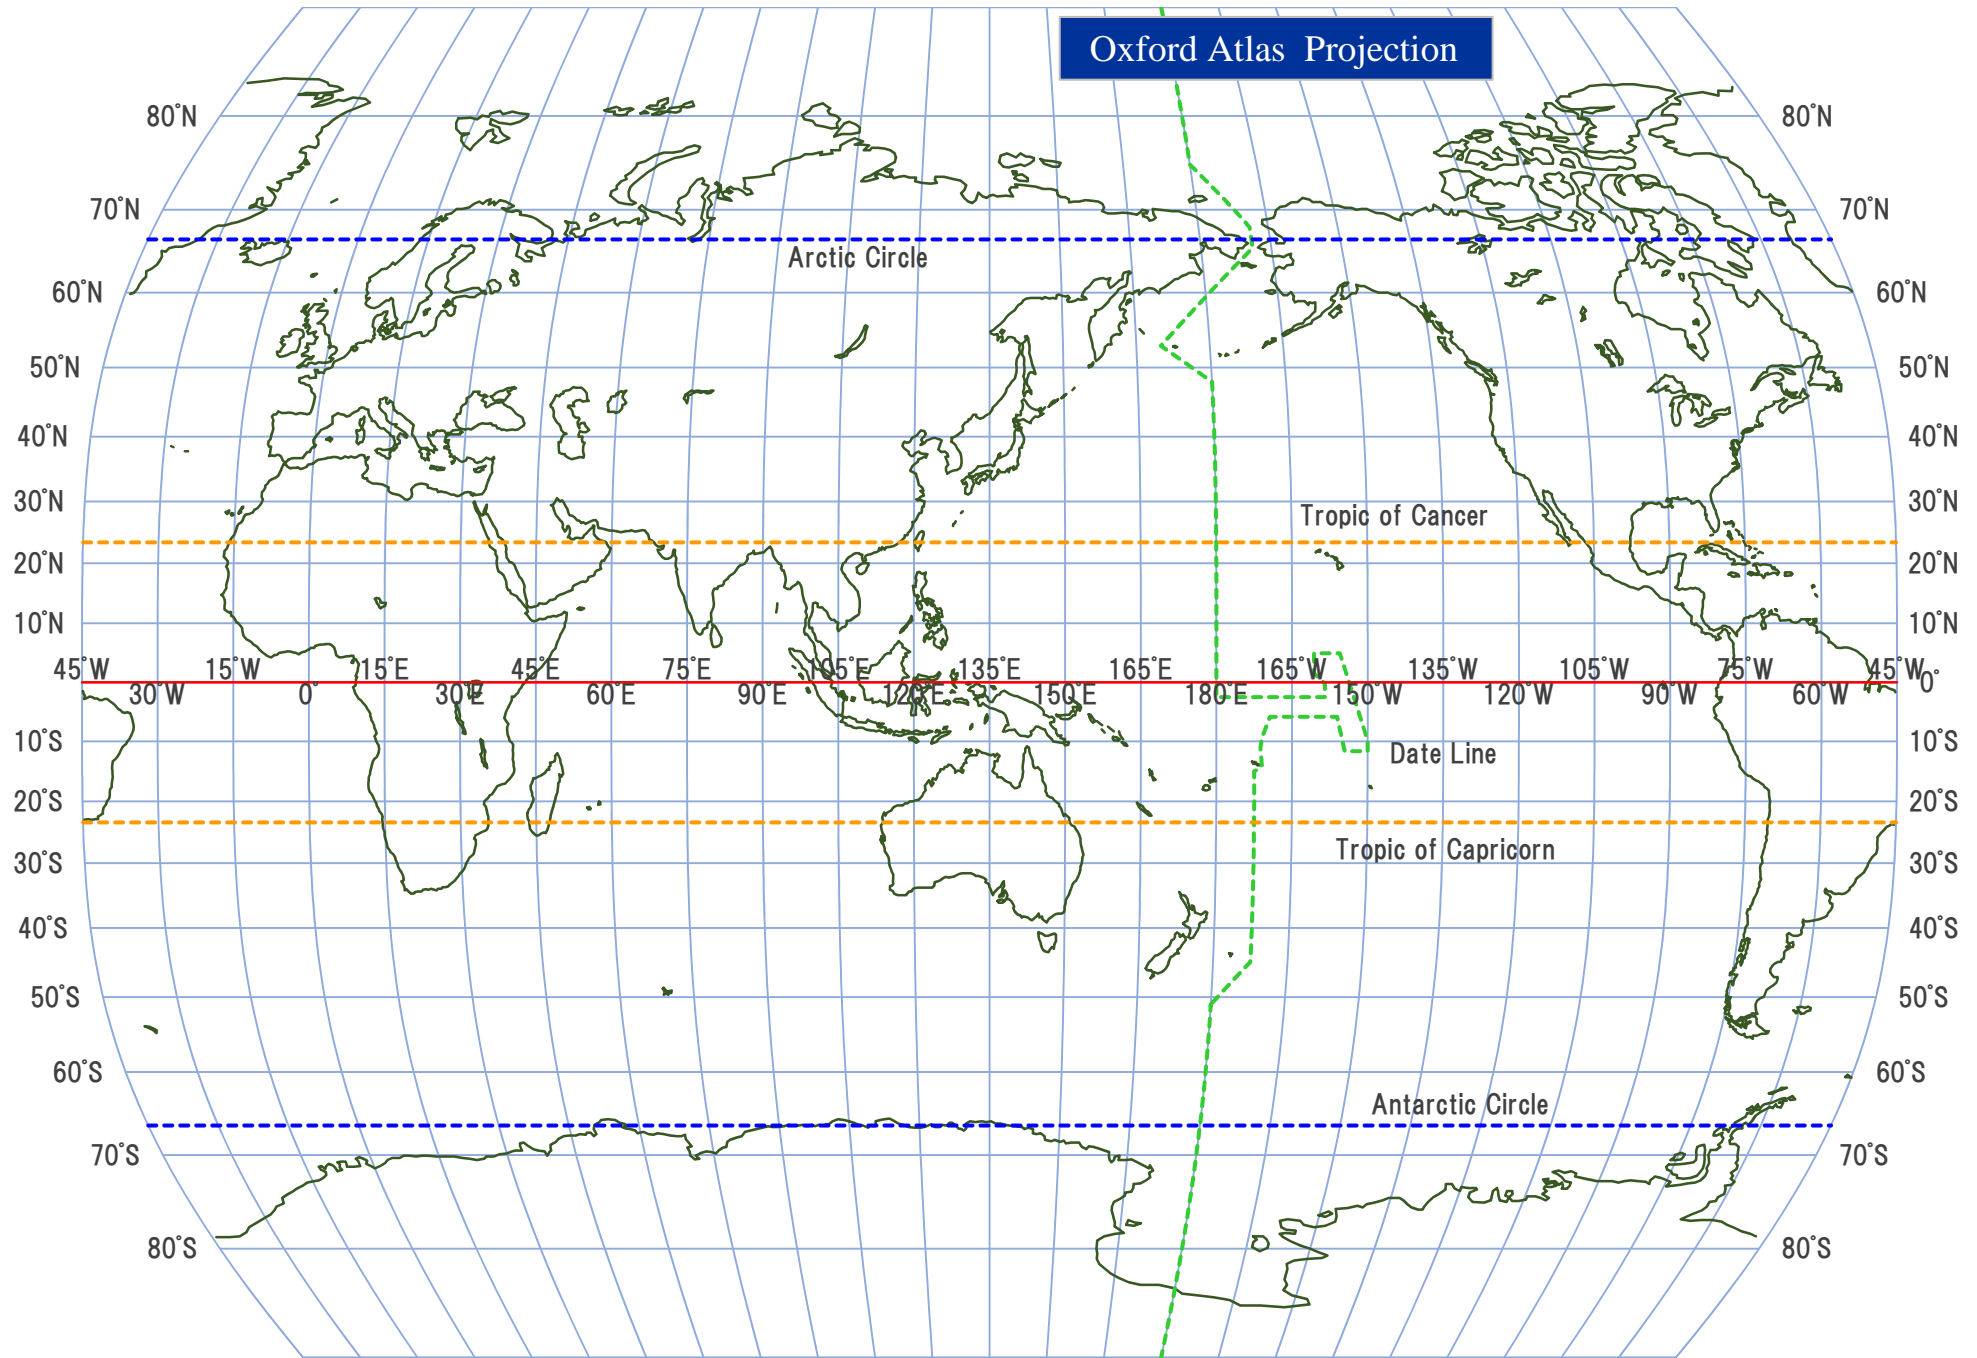 Oxford Atlas Projection
80°N 80°N
70°N 70°N
Arctic Circle
60°N 60°N
50°N 50°N
40°N 40°N
30°N 30°N
Tropic of Cancer
20°N 20°N
10°N 10°N
45°W 15°W 15°E 45°E 75°E 105°E 135°E 165°E 165°W 135°W 105°W 75°W 45°W
30°W 0° 30°E 60°E 90°E 120°E 150°E 180°E 150°W 120°W 90°W 60°W 0°
10°S 10°S
Date Line
20°S 20°S
Tropic of Capricorn
30°S 30°S
40°S 40°S
50°S 50°S
60°S 60°S
Antarctic Circle
70°S 70°S
80°S 80°S